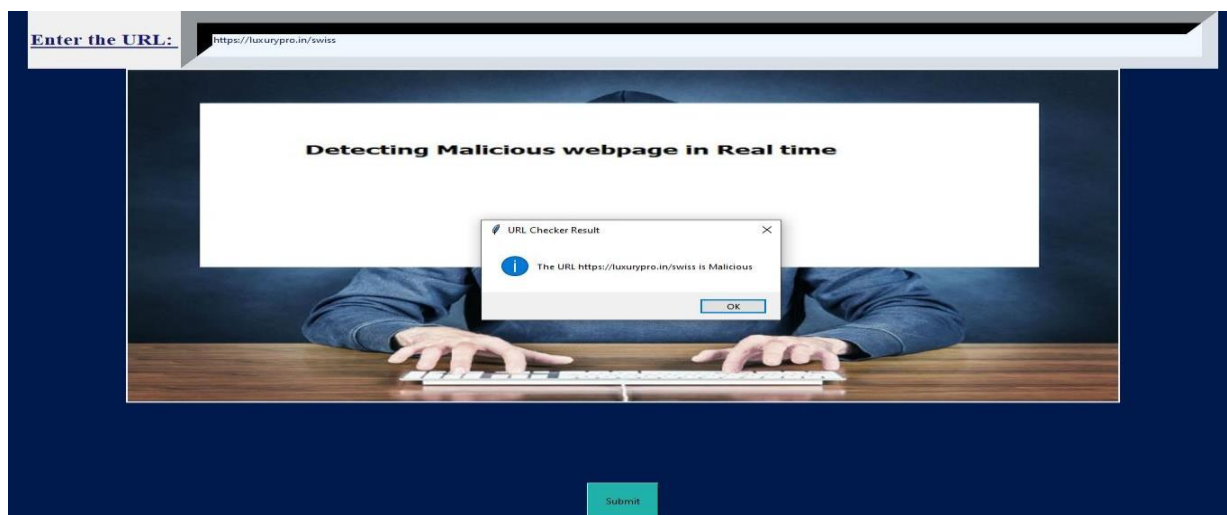 Enter the URL:
https://luxurypro.in/swiss
Detecting Malicious webpage in Real time
URL Checker Result
The URL https://luxurypro.in/swiss is Malicious
OK
Submit